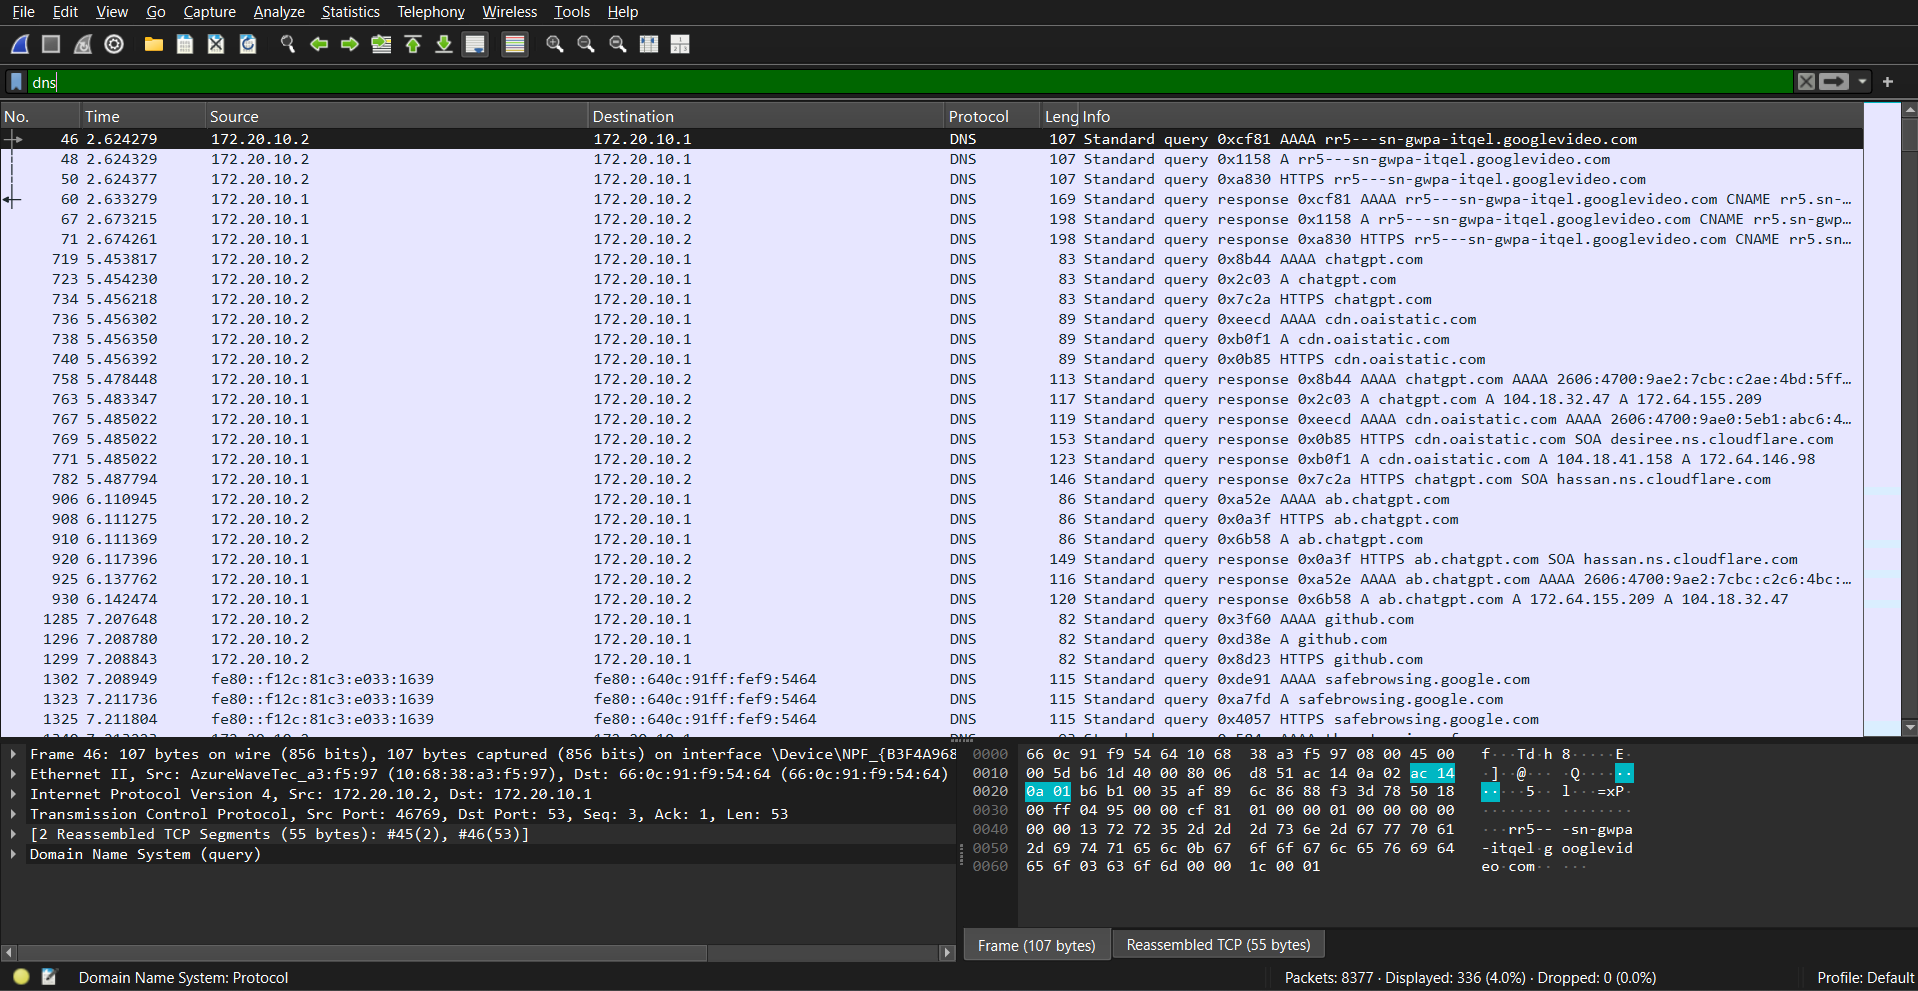 File Edit View Go Capture Analyze Statistics Telephony Wireless Tools Help
dns
No. Time Source Destination Protocol Leng Info
46 2.624279 172.20.10.2 172.20.10.1 DNS 107 Standard query 0xcf81 AAAA rr5---sn-gwpa-itqel.googlevideo.com
48 2.624329 172.20.10.2 172.20.10.1 DNS 107 Standard query 0x1158 A rr5---sn-gwpa-itqel.googlevideo.com
50 2.624377 172.20.10.2 172.20.10.1 DNS 107 Standard query 0xa830 HTTPS rr5---sn-gwpa-itqel.googlevideo.com
60 2.633279 172.20.10.1 172.20.10.2 DNS 169 Standard query response 0xcf81 AAAA rr5---sn-gwpa-itqel.googlevideo.com CNAME rr5.sn-…
67 2.673215 172.20.10.1 172.20.10.2 DNS 198 Standard query response 0x1158 A rr5---sn-gwpa-itqel.googlevideo.com CNAME rr5.sn-gwp…
71 2.674261 172.20.10.1 172.20.10.2 DNS 198 Standard query response 0xa830 HTTPS rr5---sn-gwpa-itqel.googlevideo.com CNAME rr5.sn…
719 5.453817 172.20.10.2 172.20.10.1 DNS 83 Standard query 0x8b44 AAAA chatgpt.com
723 5.454230 172.20.10.2 172.20.10.1 DNS 83 Standard query 0x2c03 A chatgpt.com
734 5.456218 172.20.10.2 172.20.10.1 DNS 83 Standard query 0x7c2a HTTPS chatgpt.com
736 5.456302 172.20.10.2 172.20.10.1 DNS 89 Standard query 0xeecd AAAA cdn.oaistatic.com
738 5.456350 172.20.10.2 172.20.10.1 DNS 89 Standard query 0xb0f1 A cdn.oaistatic.com
740 5.456392 172.20.10.2 172.20.10.1 DNS 89 Standard query 0x0b85 HTTPS cdn.oaistatic.com
758 5.478448 172.20.10.1 172.20.10.2 DNS 113 Standard query response 0x8b44 AAAA chatgpt.com AAAA 2606:4700:9ae2:7cbc:c2ae:4bd:5ff…
763 5.483347 172.20.10.1 172.20.10.2 DNS 117 Standard query response 0x2c03 A chatgpt.com A 104.18.32.47 A 172.64.155.209
767 5.485022 172.20.10.1 172.20.10.2 DNS 119 Standard query response 0xeecd AAAA cdn.oaistatic.com AAAA 2606:4700:9ae0:5eb1:abc6:4…
769 5.485022 172.20.10.1 172.20.10.2 DNS 153 Standard query response 0x0b85 HTTPS cdn.oaistatic.com SOA desiree.ns.cloudflare.com
771 5.485022 172.20.10.1 172.20.10.2 DNS 123 Standard query response 0xb0f1 A cdn.oaistatic.com A 104.18.41.158 A 172.64.146.98
782 5.487794 172.20.10.1 172.20.10.2 DNS 146 Standard query response 0x7c2a HTTPS chatgpt.com SOA hassan.ns.cloudflare.com
906 6.110945 172.20.10.2 172.20.10.1 DNS 86 Standard query 0xa52e AAAA ab.chatgpt.com
908 6.111275 172.20.10.2 172.20.10.1 DNS 86 Standard query 0x0a3f HTTPS ab.chatgpt.com
910 6.111369 172.20.10.2 172.20.10.1 DNS 86 Standard query 0x6b58 A ab.chatgpt.com
920 6.117396 172.20.10.1 172.20.10.2 DNS 149 Standard query response 0x0a3f HTTPS ab.chatgpt.com SOA hassan.ns.cloudflare.com
925 6.137762 172.20.10.1 172.20.10.2 DNS 116 Standard query response 0xa52e AAAA ab.chatgpt.com AAAA 2606:4700:9ae2:7cbc:c2c6:4bc:…
930 6.142474 172.20.10.1 172.20.10.2 DNS 120 Standard query response 0x6b58 A ab.chatgpt.com A 172.64.155.209 A 104.18.32.47
1285 7.207648 172.20.10.2 172.20.10.1 DNS 82 Standard query 0x3f60 AAAA github.com
1296 7.208780 172.20.10.2 172.20.10.1 DNS 82 Standard query 0xd38e A github.com
1299 7.208843 172.20.10.2 172.20.10.1 DNS 82 Standard query 0x8d23 HTTPS github.com
1302 7.208949 fe80::f12c:81c3:e033:1639 fe80::640c:91ff:fef9:5464 DNS 115 Standard query 0xde91 AAAA safebrowsing.google.com
1323 7.211736 fe80::f12c:81c3:e033:1639 fe80::640c:91ff:fef9:5464 DNS 115 Standard query 0xa7fd A safebrowsing.google.com
1325 7.211804 fe80::f12c:81c3:e033:1639 fe80::640c:91ff:fef9:5464 DNS 115 Standard query 0x4057 HTTPS safebrowsing.google.com
Frame 46: 107 bytes on wire (856 bits), 107 bytes captured (856 bits) on interface \Device\NPF_{B3F4A968
Ethernet II, Src: AzureWaveTec_a3:f5:97 (10:68:38:a3:f5:97), Dst: 66:0c:91:f9:54:64 (66:0c:91:f9:54:64)
Internet Protocol Version 4, Src: 172.20.10.2, Dst: 172.20.10.1
Transmission Control Protocol, Src Port: 46769, Dst Port: 53, Seq: 3, Ack: 1, Len: 53
[2 Reassembled TCP Segments (55 bytes): #45(2), #46(53)]
Domain Name System (query)
0000 66 0c 91 f9 54 64 10 68 38 a3 f5 97 08 00 45 00 f···Td·h 8·····E·
0010 00 5d b6 1d 40 00 80 06 d8 51 ac 14 0a 02 ac 14 ·]··@··· ·Q······
0020 0a 01 b6 b1 00 35 af 89 6c 86 88 f3 3d 78 50 18 ·····5·· l···=xP·
0030 00 ff 04 95 00 00 cf 81 01 00 00 01 00 00 00 00 ········ ········
0040 00 00 13 72 72 35 2d 2d 2d 73 6e 2d 67 77 70 61 ···rr5-- -sn-gwpa
0050 2d 69 74 71 65 6c 0b 67 6f 6f 67 6c 65 76 69 64 -itqel·g ooglevid
0060 65 6f 03 63 6f 6d 00 00 1c 00 01 eo·com·· ···
Frame (107 bytes) Reassembled TCP (55 bytes)
Domain Name System: Protocol Packets: 8377 · Displayed: 336 (4.0%) · Dropped: 0 (0.0%) Profile: Default